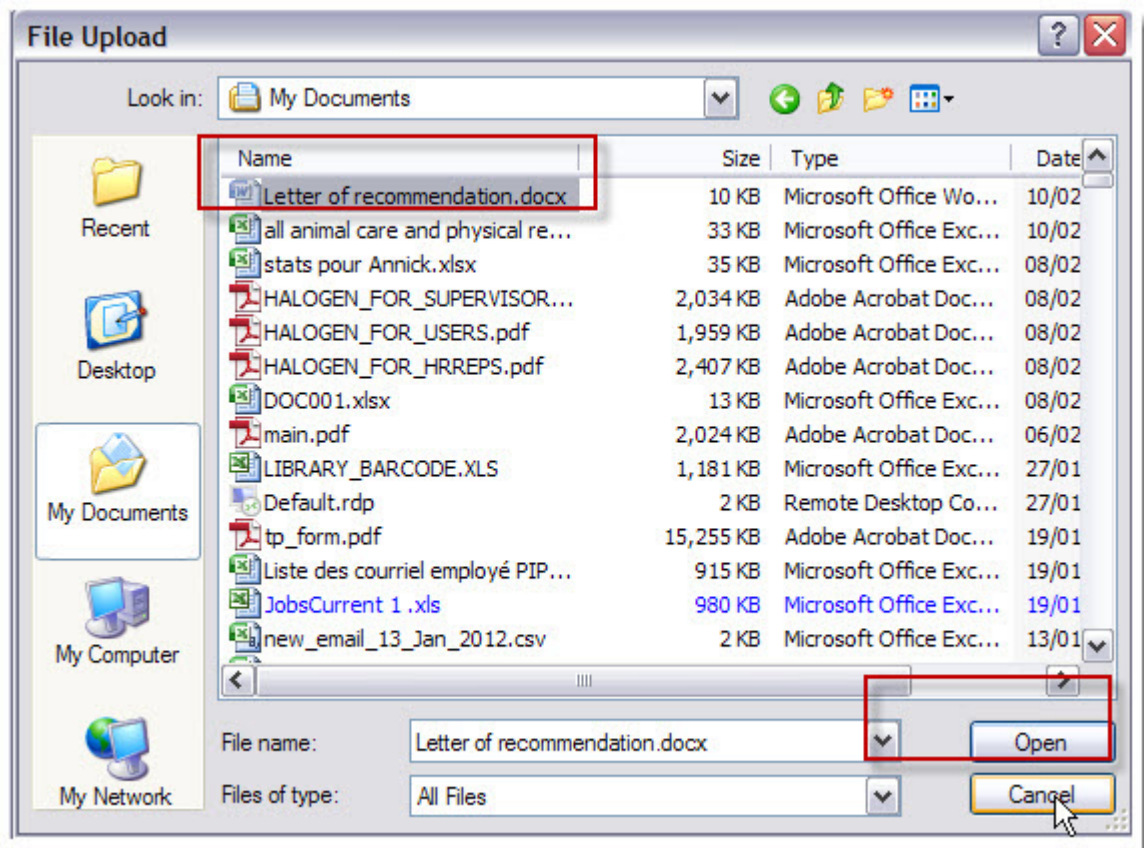 File Upload
Look in: My Documents
Name Size Type Date
Letter of recommendation.docx 10 KB Microsoft Office Wo... 10/02
all animal care and physical re... 33 KB Microsoft Office Exc... 10/02
stats pour Annick.xlsx 35 KB Microsoft Office Exc... 08/02
HALOGEN_FOR_SUPERVISOR... 2,034 KB Adobe Acrobat Doc... 08/02
HALOGEN_FOR_USERS.pdf 1,959 KB Adobe Acrobat Doc... 08/02
HALOGEN_FOR_HRREPS.pdf 2,407 KB Adobe Acrobat Doc... 08/02
DOC001.xlsx 13 KB Microsoft Office Exc... 08/02
main.pdf 2,024 KB Adobe Acrobat Doc... 06/02
LIBRARY_BARCODE.XLS 1,181 KB Microsoft Office Exc... 27/01
Default.rdp 2 KB Remote Desktop Co... 27/01
tp_form.pdf 15,255 KB Adobe Acrobat Doc... 19/01
Liste des courriel employé PIP... 915 KB Microsoft Office Exc... 19/01
JobsCurrent 1 .xls 980 KB Microsoft Office Exc... 19/01
new_email_13_Jan_2012.csv 2 KB Microsoft Office Exc... 13/01
Recent
Desktop
My Documents
My Computer
My Network
File name: Letter of recommendation.docx Open
Files of type: All Files Cancel